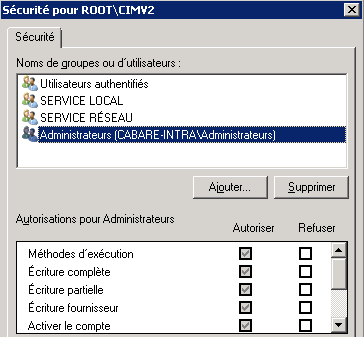 Sécurité pour ROOT\CIMV2
Sécurité
Noms de groupes ou d'utilisateurs :
Utilisateurs authentifiés
SERVICE LOCAL
SERVICE RÉSEAU
Administrateurs (CABARE-INTRA\Administrateurs)
Ajouter... Supprimer
Autorisations pour Administrateurs Autoriser Refuser
Méthodes d'exécution
Écriture complète
Écriture partielle
Écriture fournisseur
Activer le compte